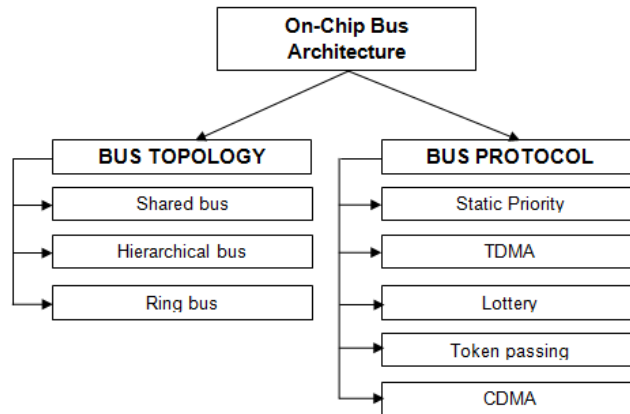 On-Chip Bus
Architecture
BUS TOPOLOGY
Shared bus
Hierarchical bus
Ring bus
BUS PROTOCOL
Static Priority
TDMA
Lottery
Token passing
CDMA